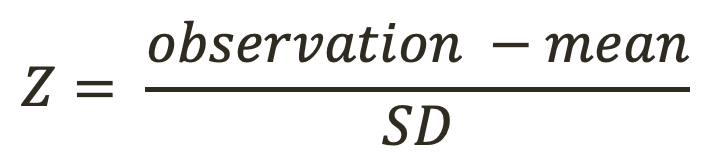 observation − mean
Z =
SD